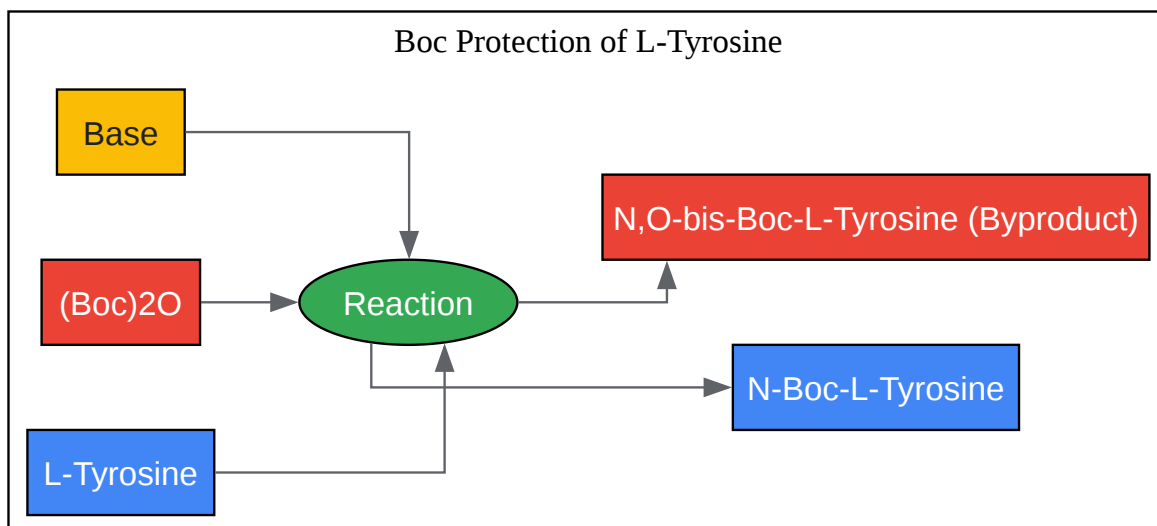 Boc Protection of L-Tyrosine
Base
N,O-bis-Boc-L-Tyrosine (Byproduct)
(Boc)2O
Reaction
N-Boc-L-Tyrosine
L-Tyrosine